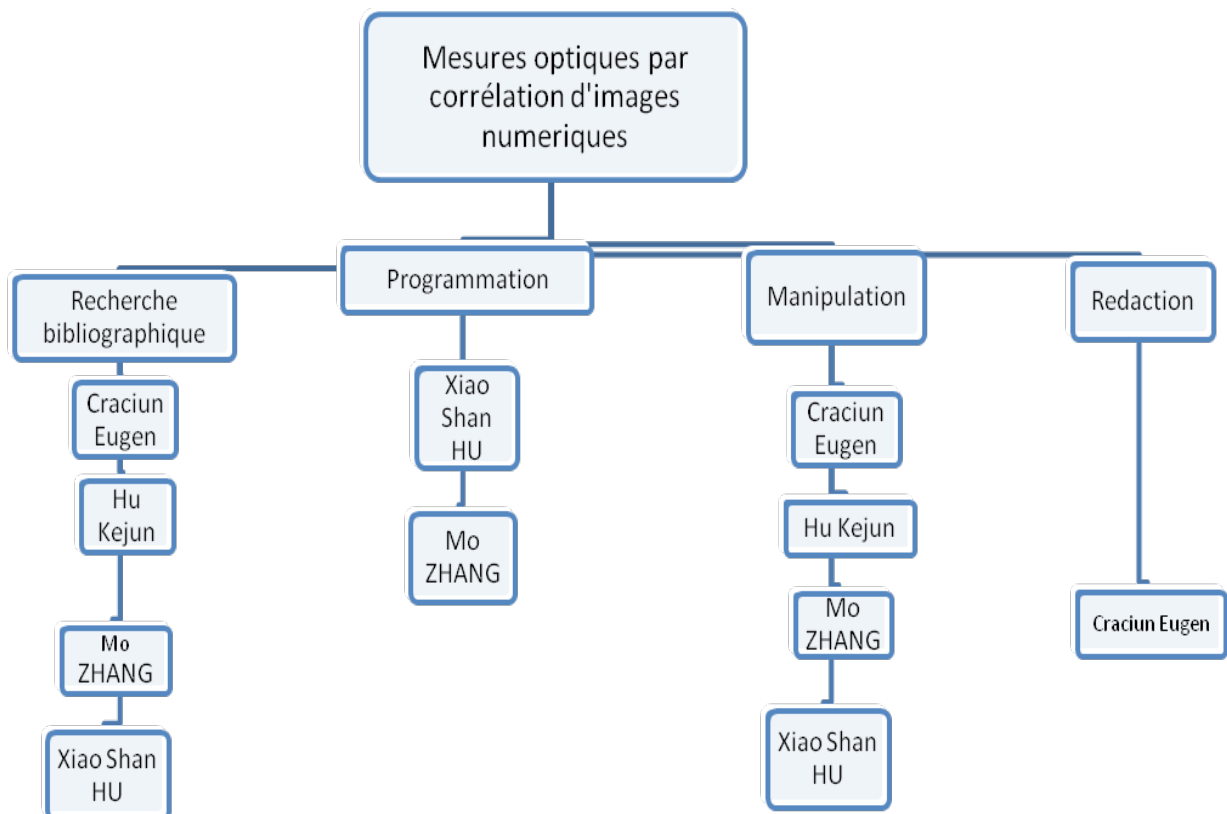 Mesures optiques par
corrélation d'images
numeriques
Recherche
bibliographique
Craciun
Eugen
Hu
Kejun
Mo
ZHANG
Xiao Shan
HU
Programmation
Xiao
Shan
HU
Mo
ZHANG
Manipulation
Craciun
Eugen
Hu Kejun
Mo
ZHANG
Xiao Shan
HU
Redaction
Craciun Eugen